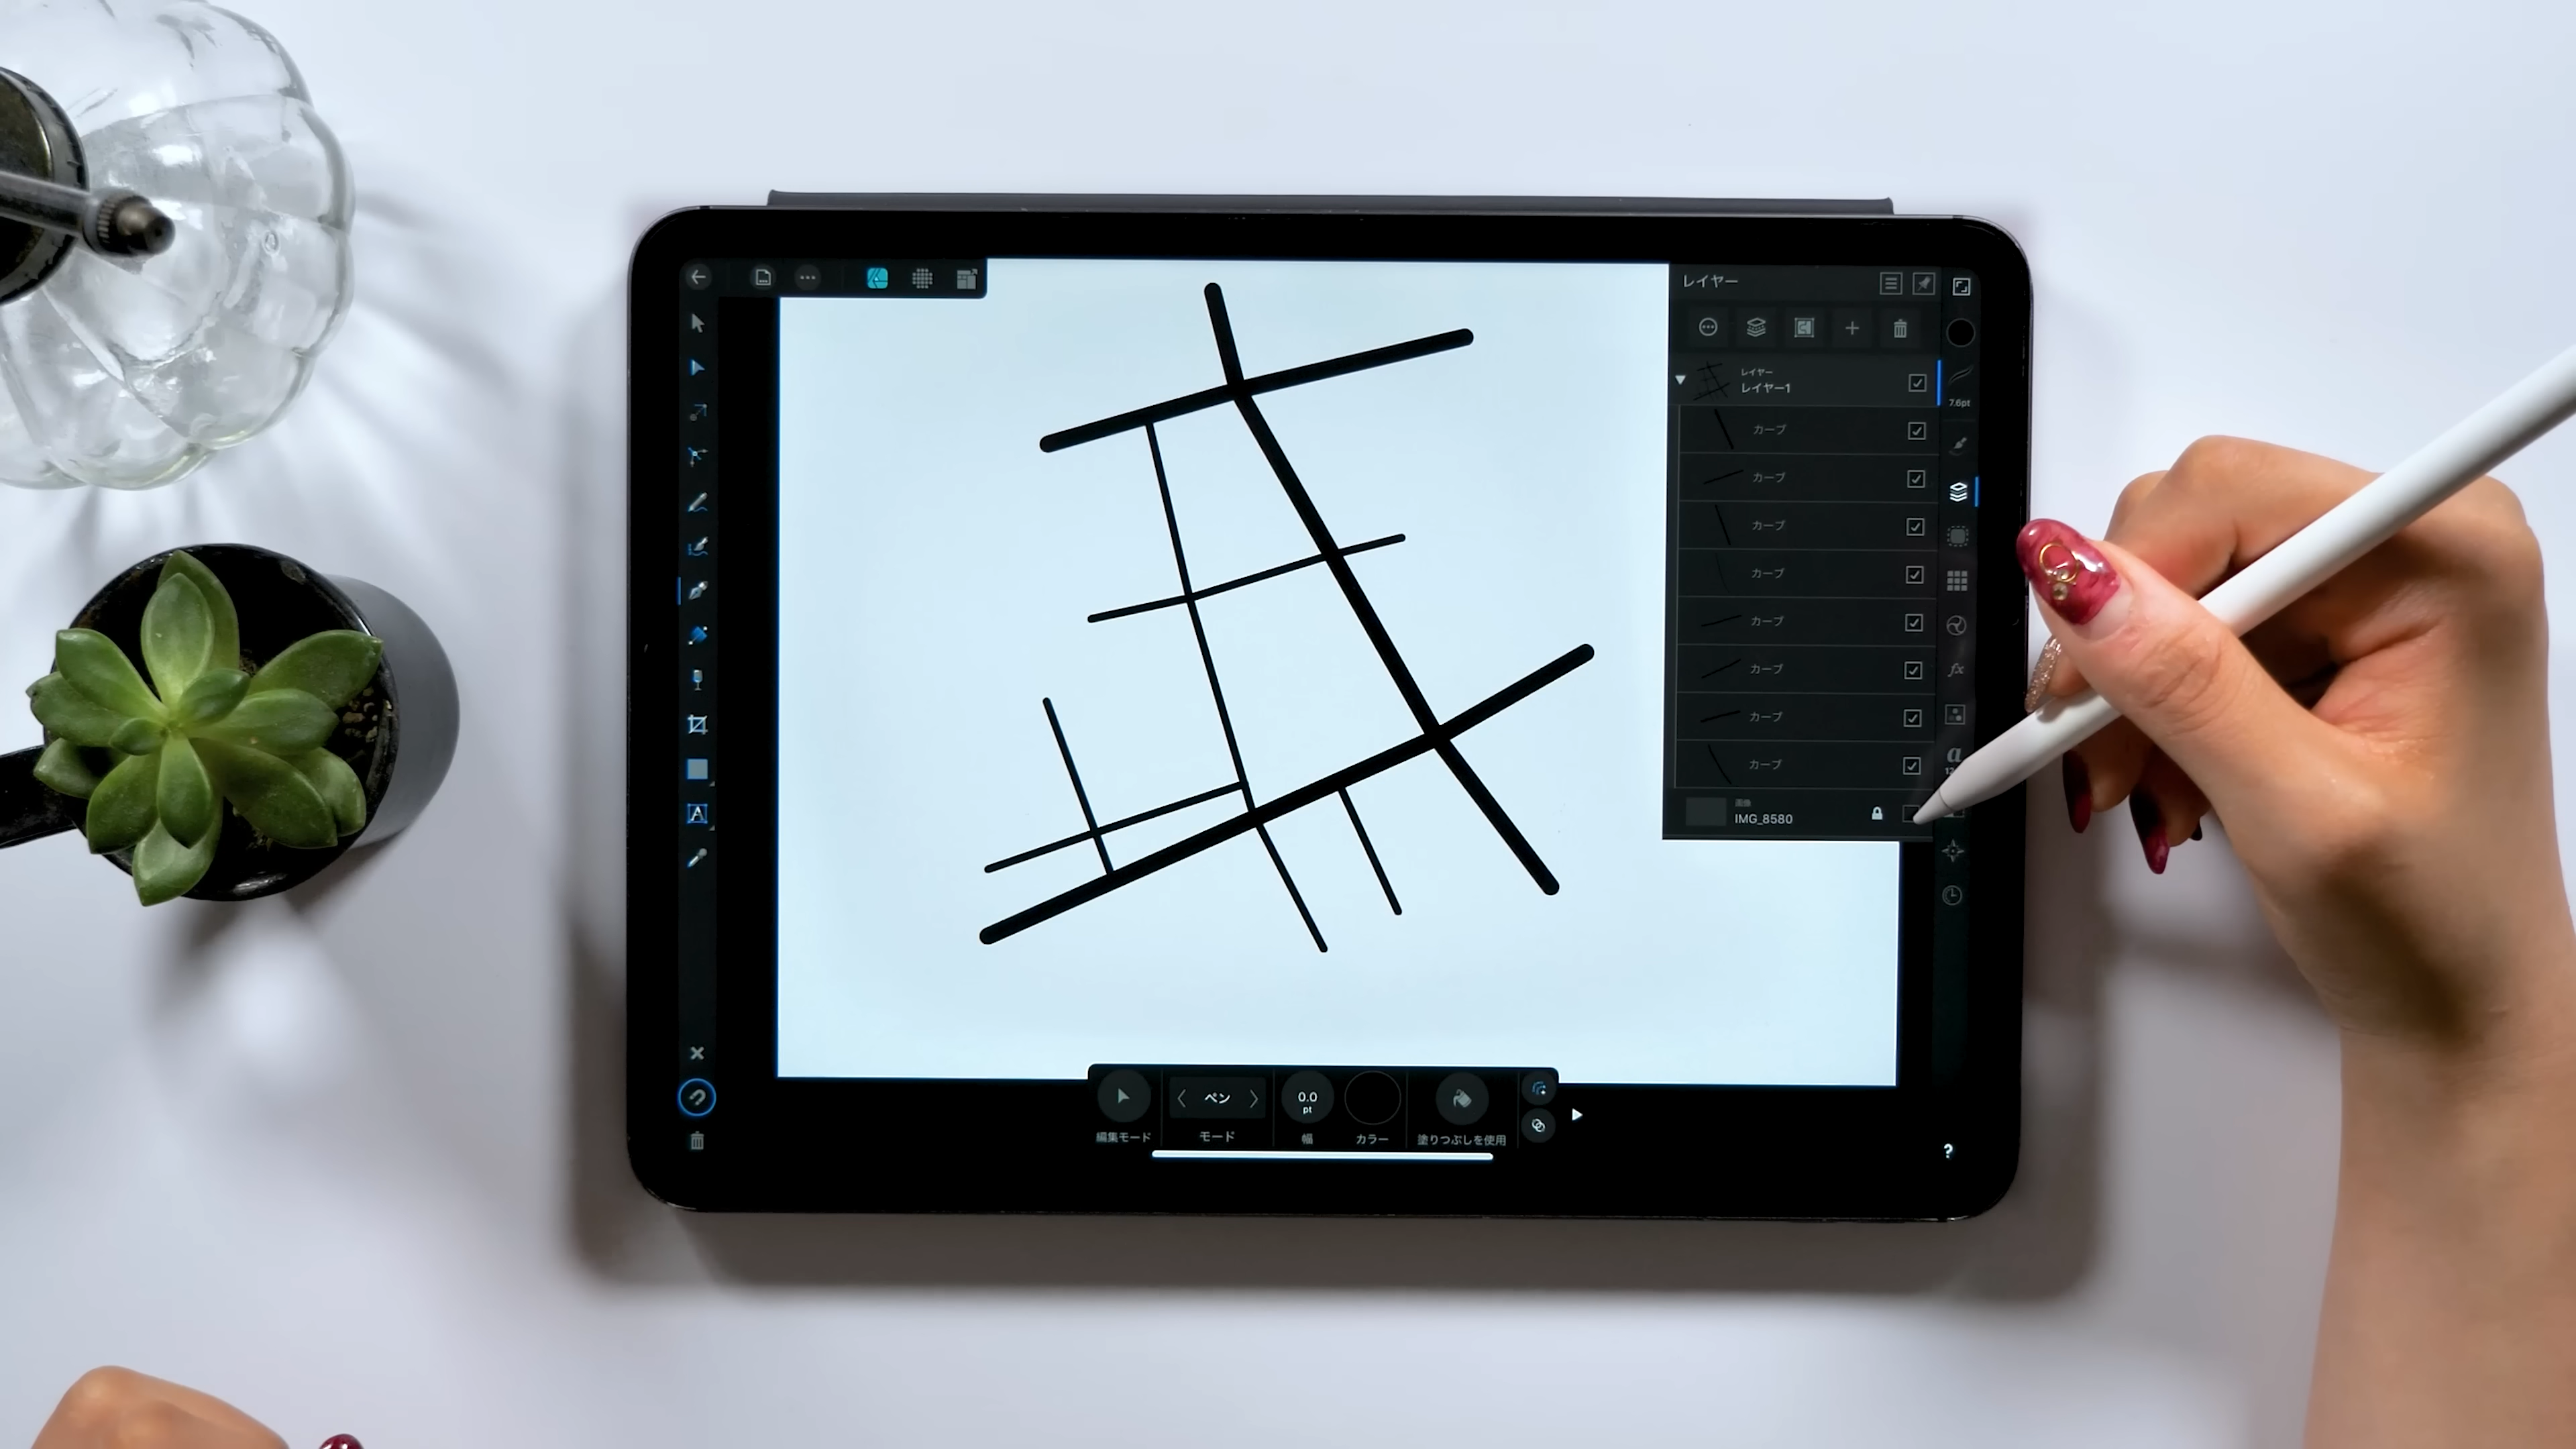 レイヤー
レイヤー
レイヤー1
7.6pt
カーブ
カーブ
カーブ
カーブ
カーブ
カーブ
カーブ
カーブ
画像
IMG_8580
fx
a
A
ペン
0.0
pt
編集モード
モード
幅
カラー
塗りつぶしを使用
?